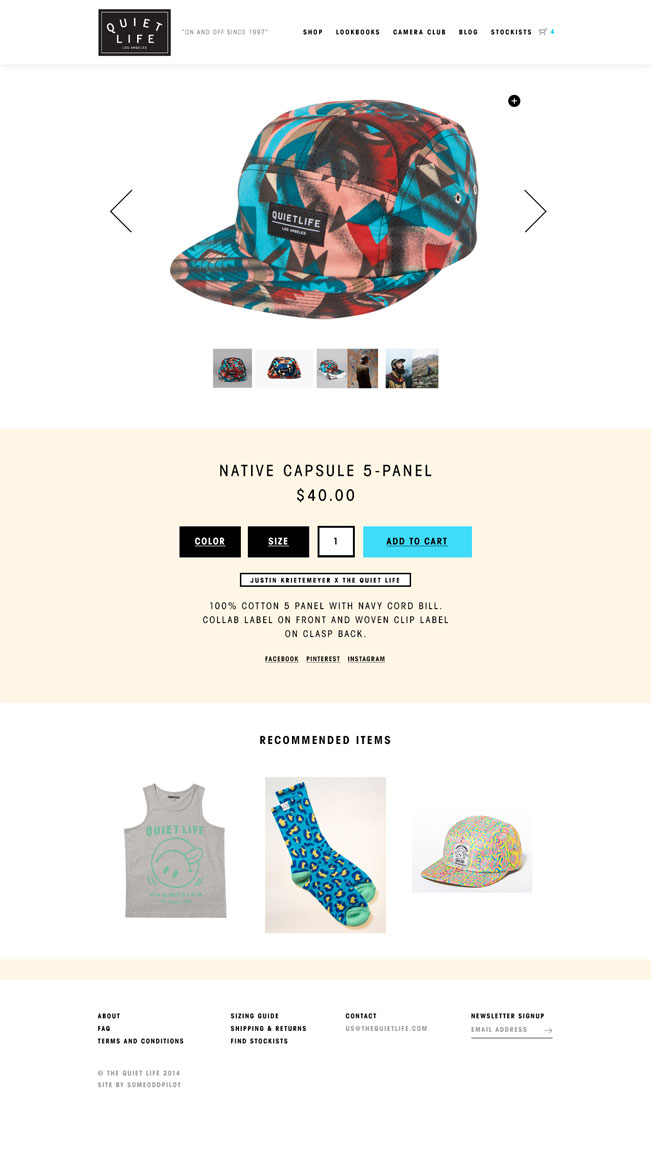 QUIET
LIFE
LOS ANGELES
"ON AND OFF SINCE 1997"
SHOP
LOOKBOOKS
CAMERA CLUB
BLOG
STOCKISTS
4
QUIET LIFE
LOS ANGELES
NATIVE CAPSULE 5-PANEL
$40.00
COLOR
SIZE
1
ADD TO CART
JUSTIN KRIETEMEYER X THE QUIET LIFE
100% COTTON 5 PANEL WITH NAVY CORD BILL.
COLLAB LABEL ON FRONT AND WOVEN CLIP LABEL
ON CLASP BACK.
FACEBOOK
PINTEREST
INSTAGRAM
RECOMMENDED ITEMS
QUIET LIFE
ABOUT
FAQ
TERMS AND CONDITIONS
SIZING GUIDE
SHIPPING & RETURNS
FIND STOCKISTS
CONTACT
US@THEQUIETLIFE.COM
NEWSLETTER SIGNUP
EMAIL ADDRESS
© THE QUIET LIFE 2014
SITE BY SOMEODDPILOT